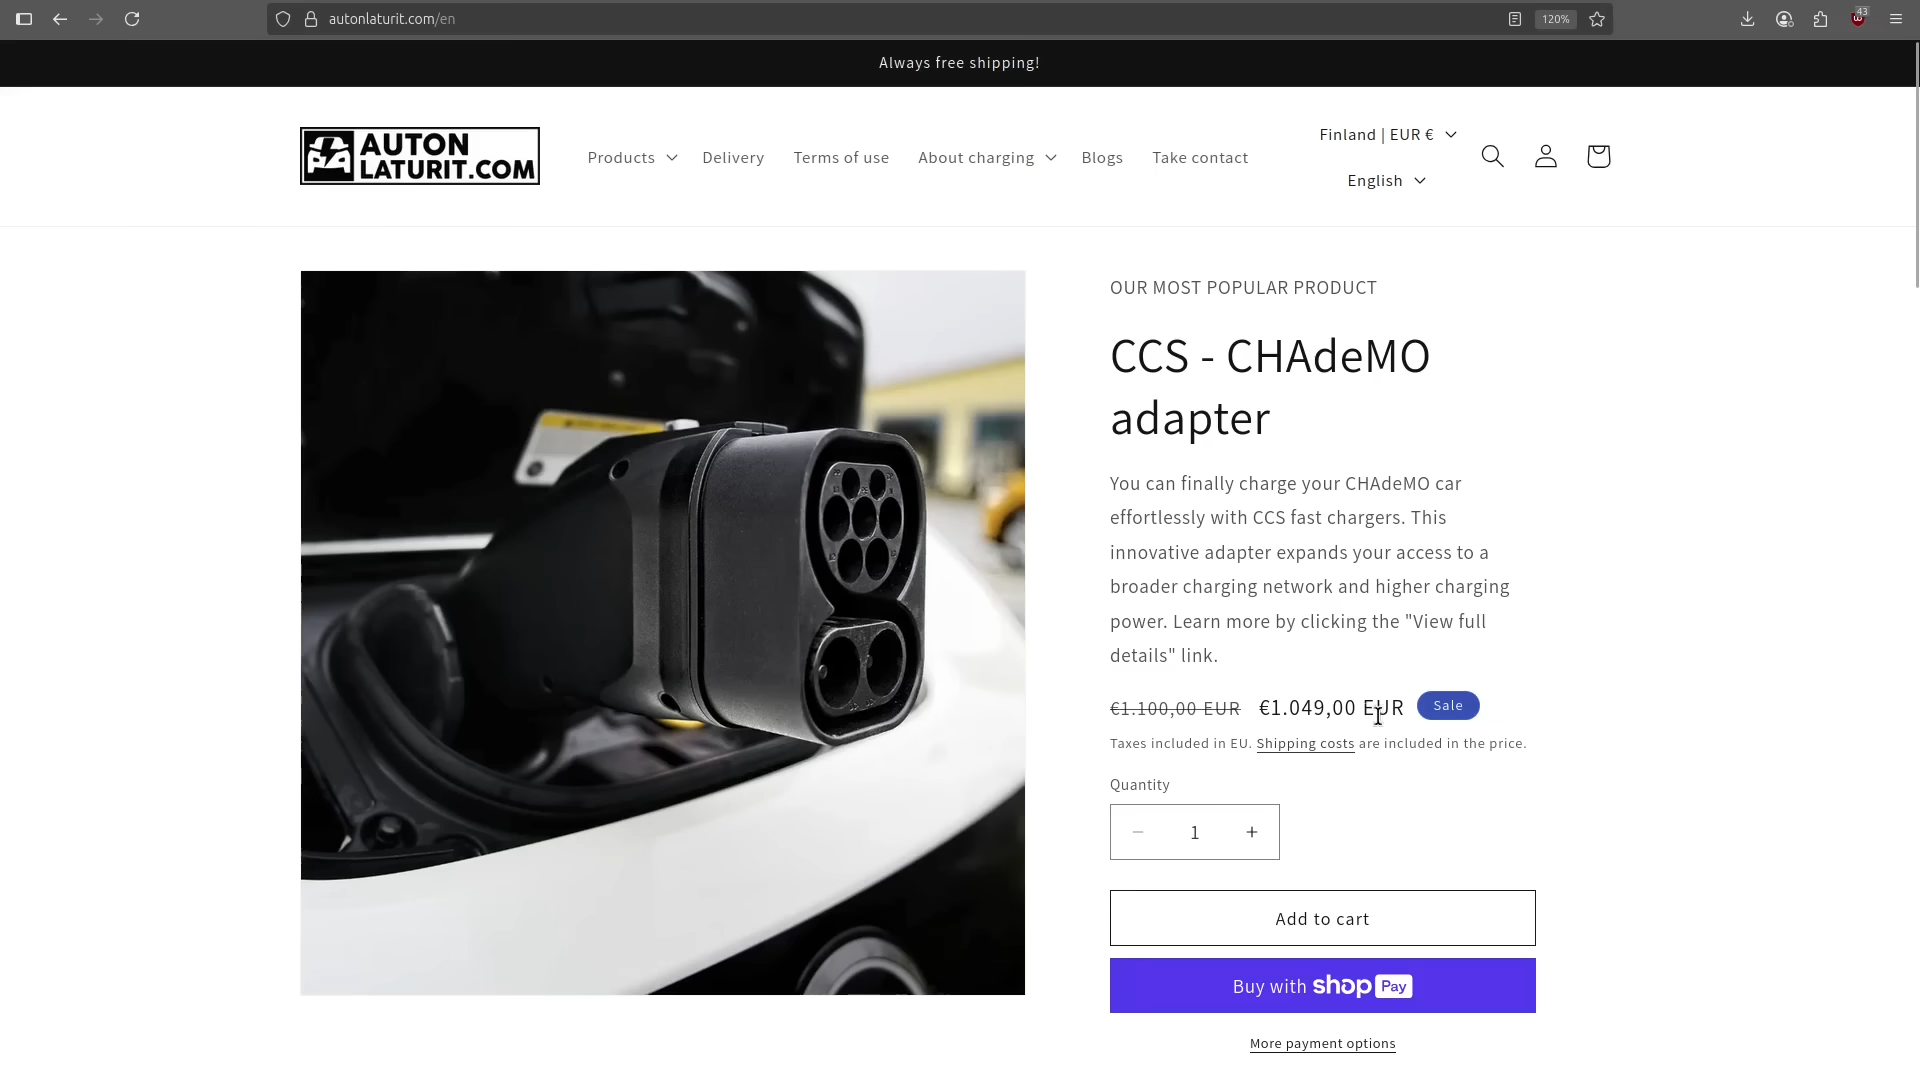 autonlaturit.com/en
120%
43
Always free shipping!
AUTON
LATURIT.COM
Products
Delivery
Terms of use
About charging
Blogs
Take contact
Finland | EUR €
English
OUR MOST POPULAR PRODUCT
CCS - CHAdeMO
adapter
You can finally charge your CHAdeMO car
effortlessly with CCS fast chargers. This
innovative adapter expands your access to a
broader charging network and higher charging
power. Learn more by clicking the "View full
details" link.
€1.100,00 EUR €1.049,00 EUR Sale
Taxes included in EU. Shipping costs are included in the price.
Quantity
1
Add to cart
Buy with shop Pay
More payment options